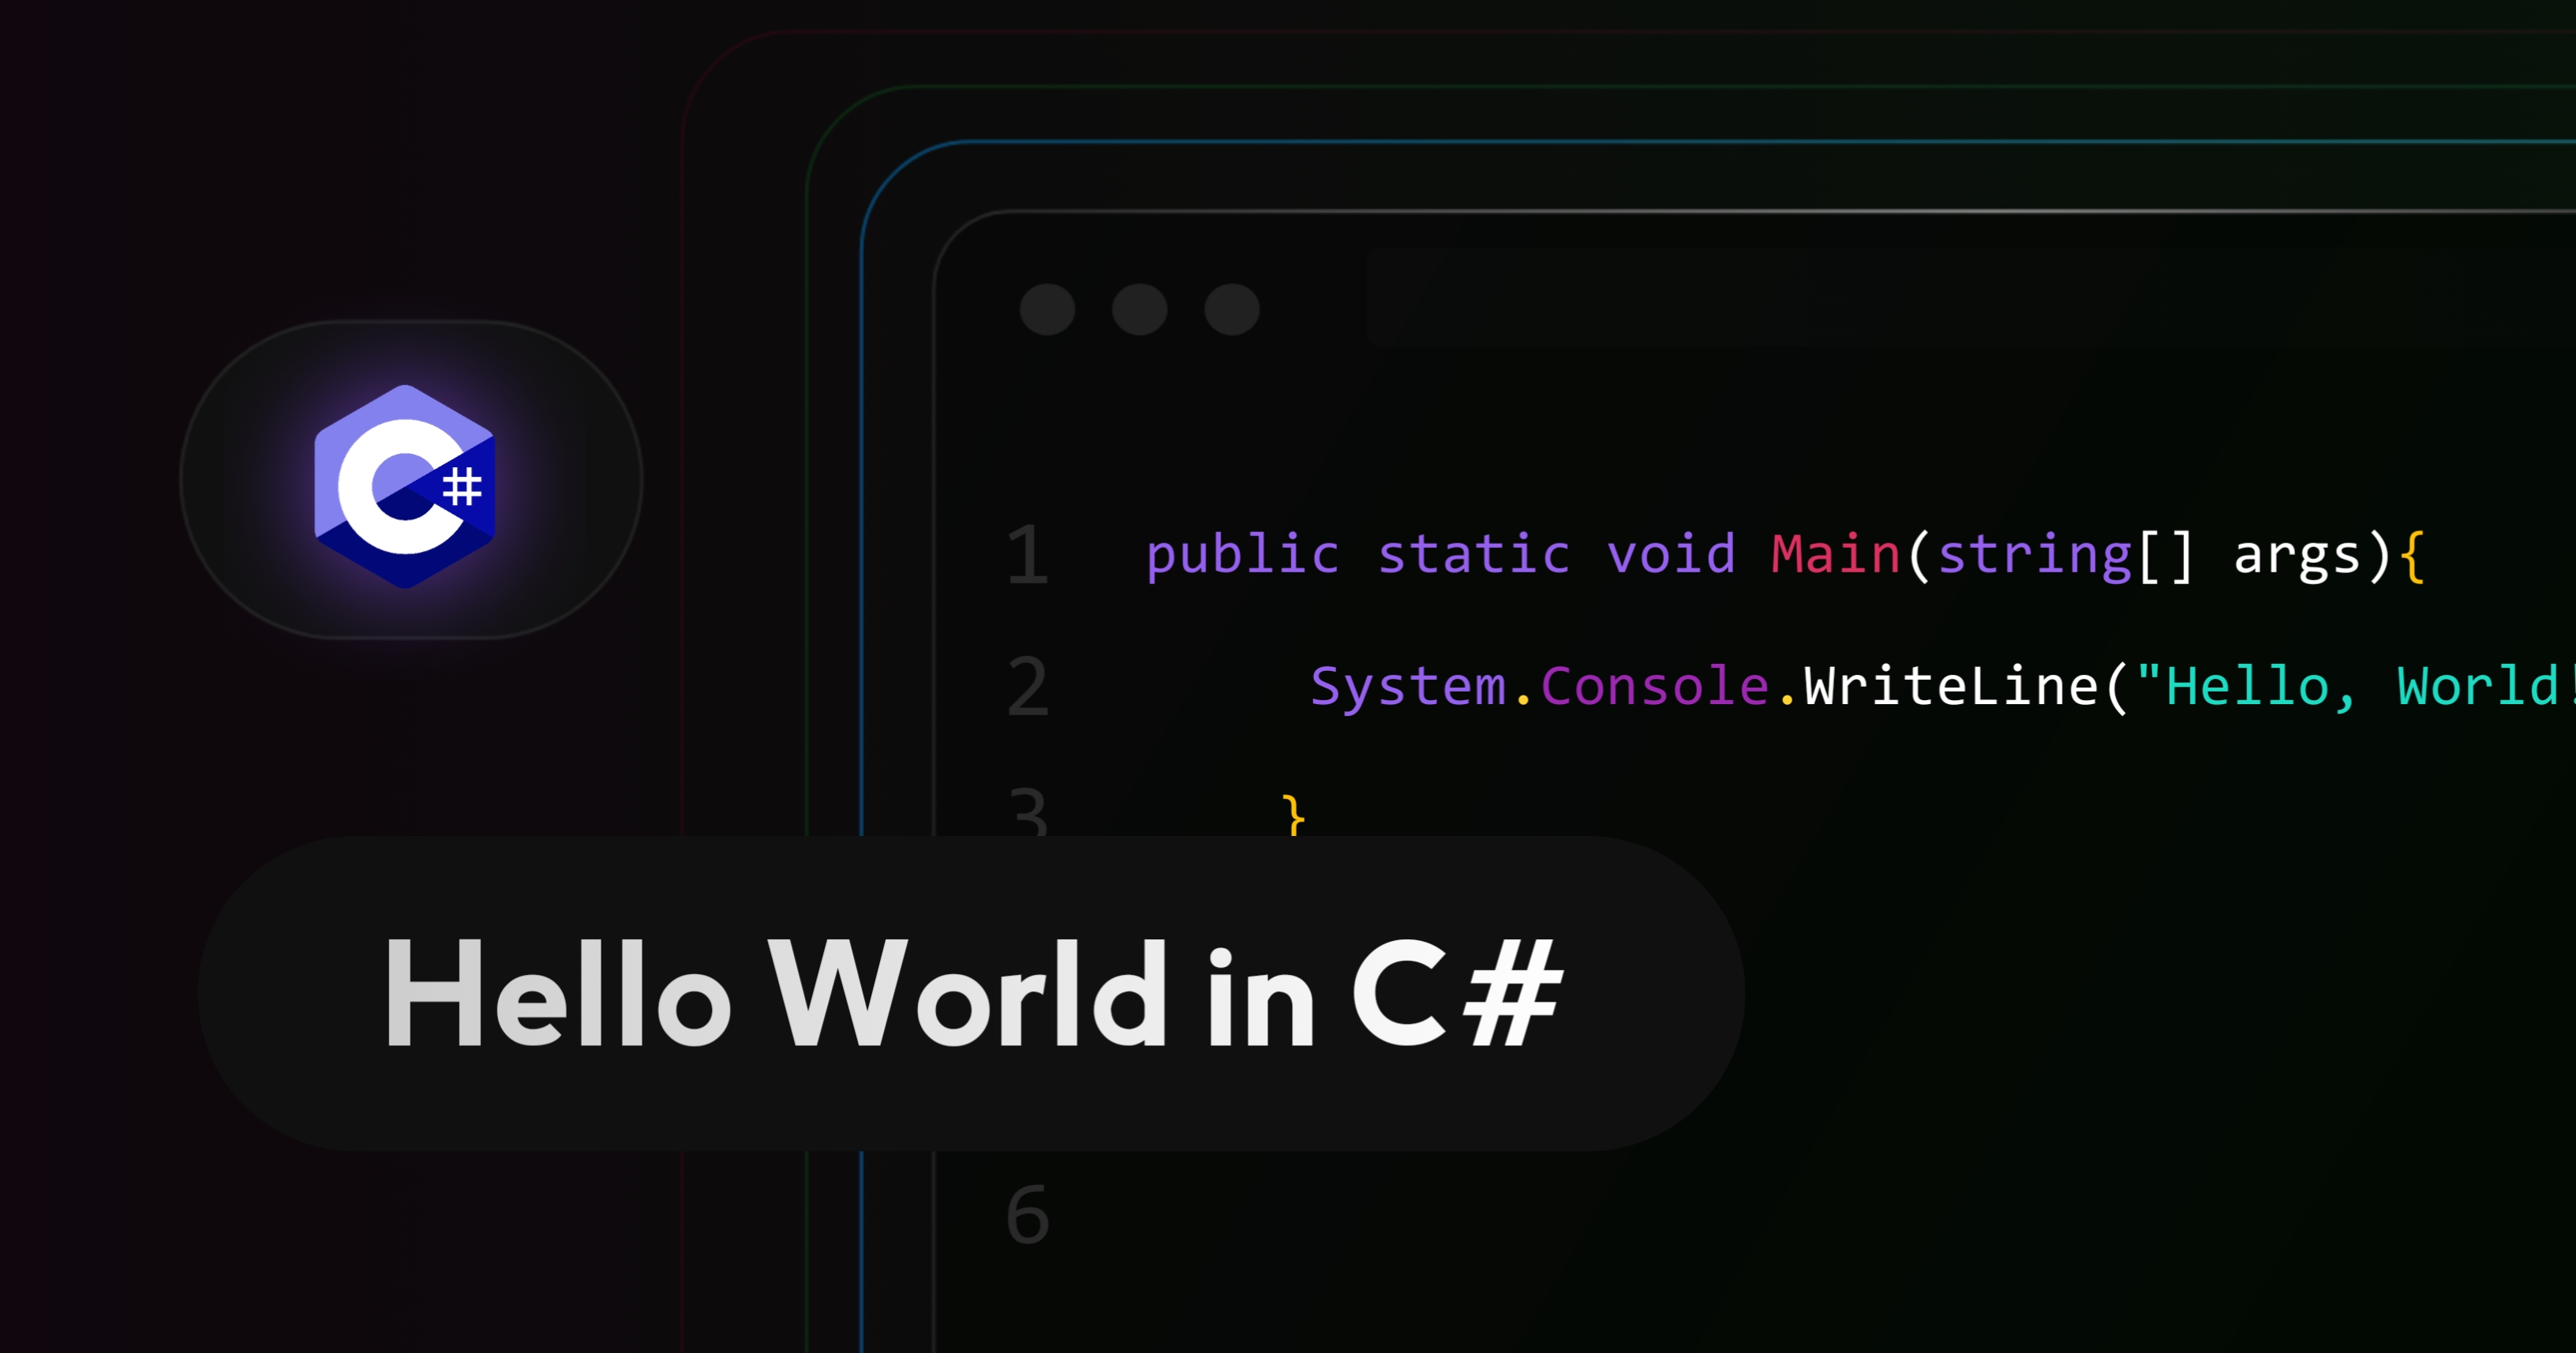 C#
1 public static void Main(string[] args){
2 System.Console.WriteLine("Hello, World!
3 }
Hello World in C#
6